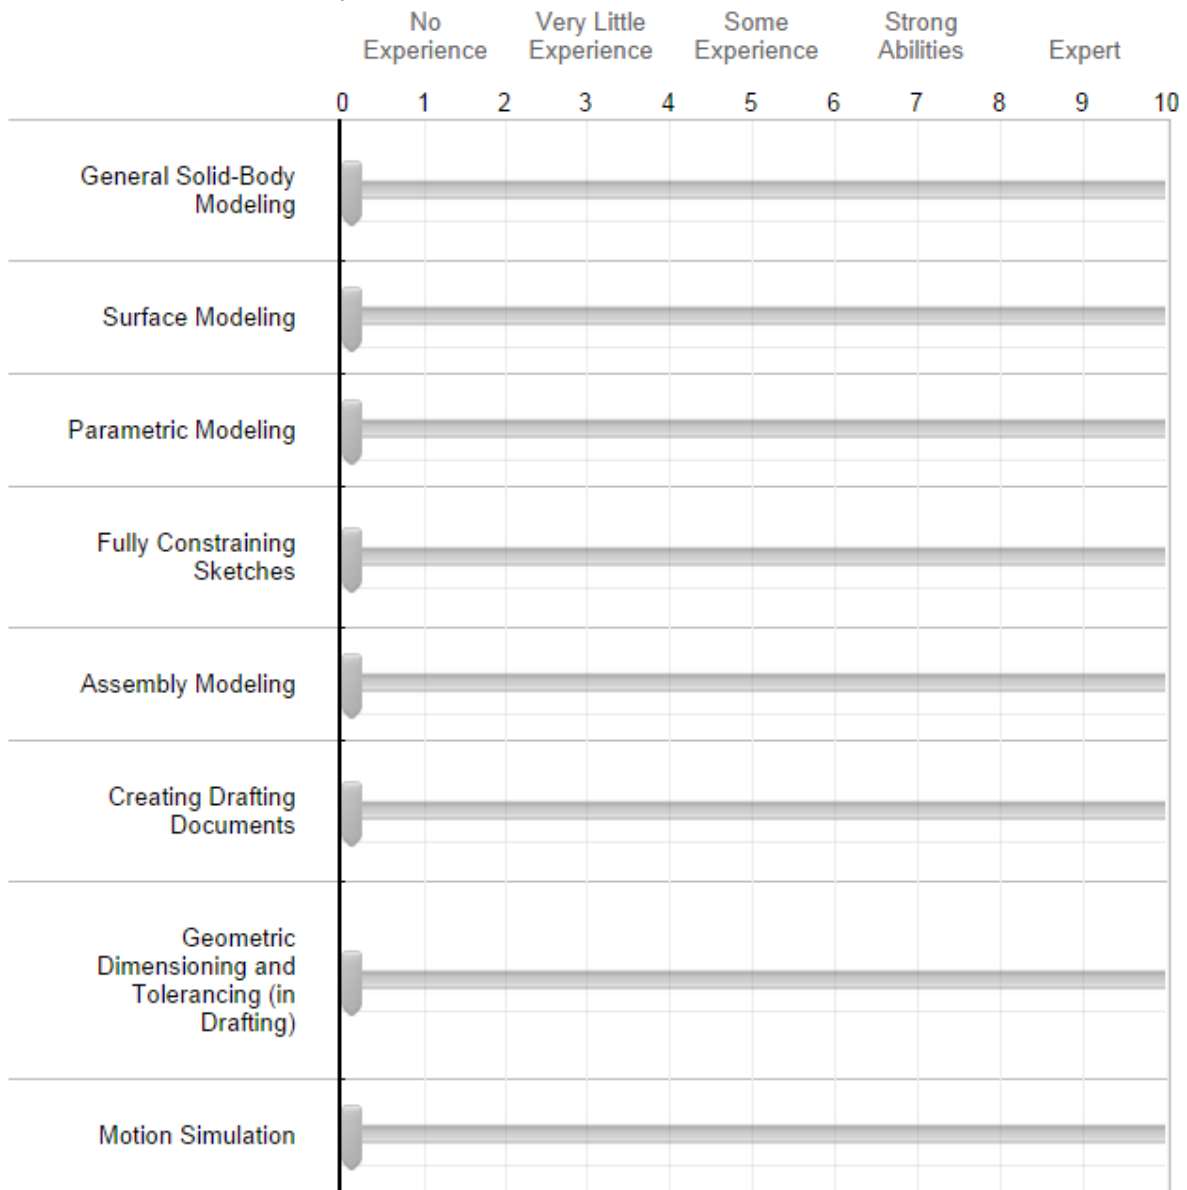 No Experience
Very Little Experience
Some Experience
Strong Abilities
Expert
0 1 2 3 4 5 6 7 8 9 10
General Solid-Body
Modeling
Surface Modeling
Parametric Modeling
Fully Constraining
Sketches
Assembly Modeling
Creating Drafting
Documents
Geometric
Dimensioning and
Tolerancing (in
Drafting)
Motion Simulation